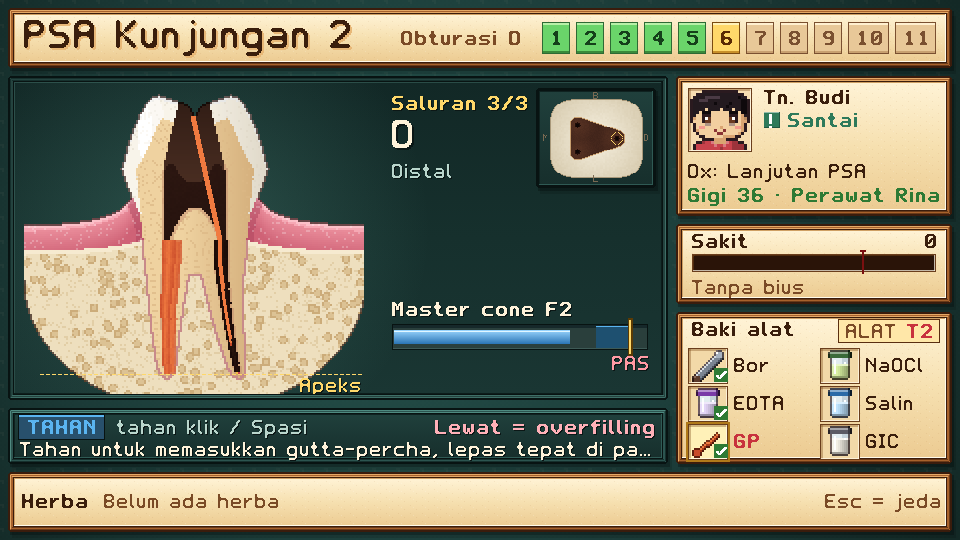 PSA Kunjungan 2
Obturasi D
1 2 3 4 5 6 7 8 9 10 11
Saluran 3/3
D
Distal
B
M
D
L
Master cone F2
PAS
Apeks
TAHAN tahan klik / Spasi
Lewat = overfilling
Tahan untuk memasukkan gutta-percha, lepas tepat di pa...
Tn. Budi
Santai
Dx: Lanjutan PSA
Gigi 36 · Perawat Rina
Sakit 0
Tanpa bius
Baki alat
ALAT T2
Bor
NaOCl
EDTA
Salin
GP
GIC
Herba Belum ada herba
Esc = jeda